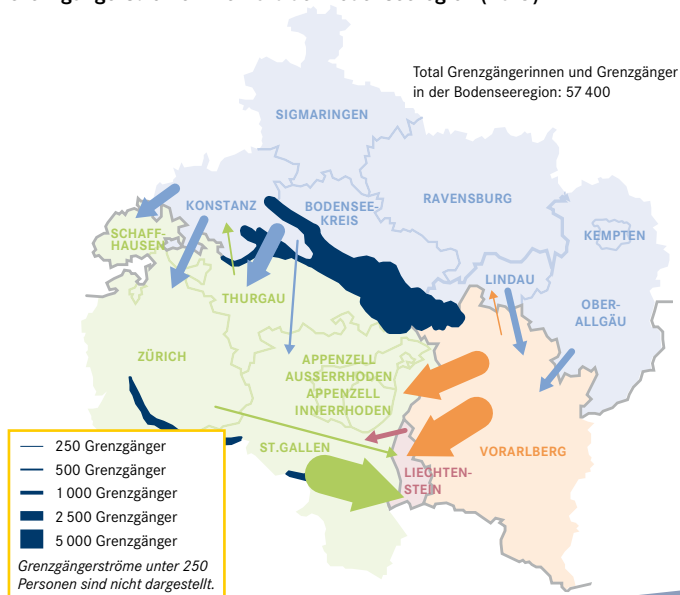 Total Grenzgängerinnen und Grenzgänger
in der Bodenseeregion: 57 400
SIGMARINGEN
KONSTANZ
BODENSEE-
KREIS
RAVENSBURG
KEMPTEN
SCHAFF-
HAUSEN
LINDAU
THURGAU
OBER-
ALLGÄU
ZÜRICH
APPENZELL
AUSSERRHODEN
APPENZELL
INNERRHODEN
ST.GALLEN
VORARLBERG
LIECHTEN-
STEIN
250 Grenzgänger
500 Grenzgänger
1 000 Grenzgänger
2 500 Grenzgänger
5 000 Grenzgänger
Grenzgängerströme unter 250
Personen sind nicht dargestellt.